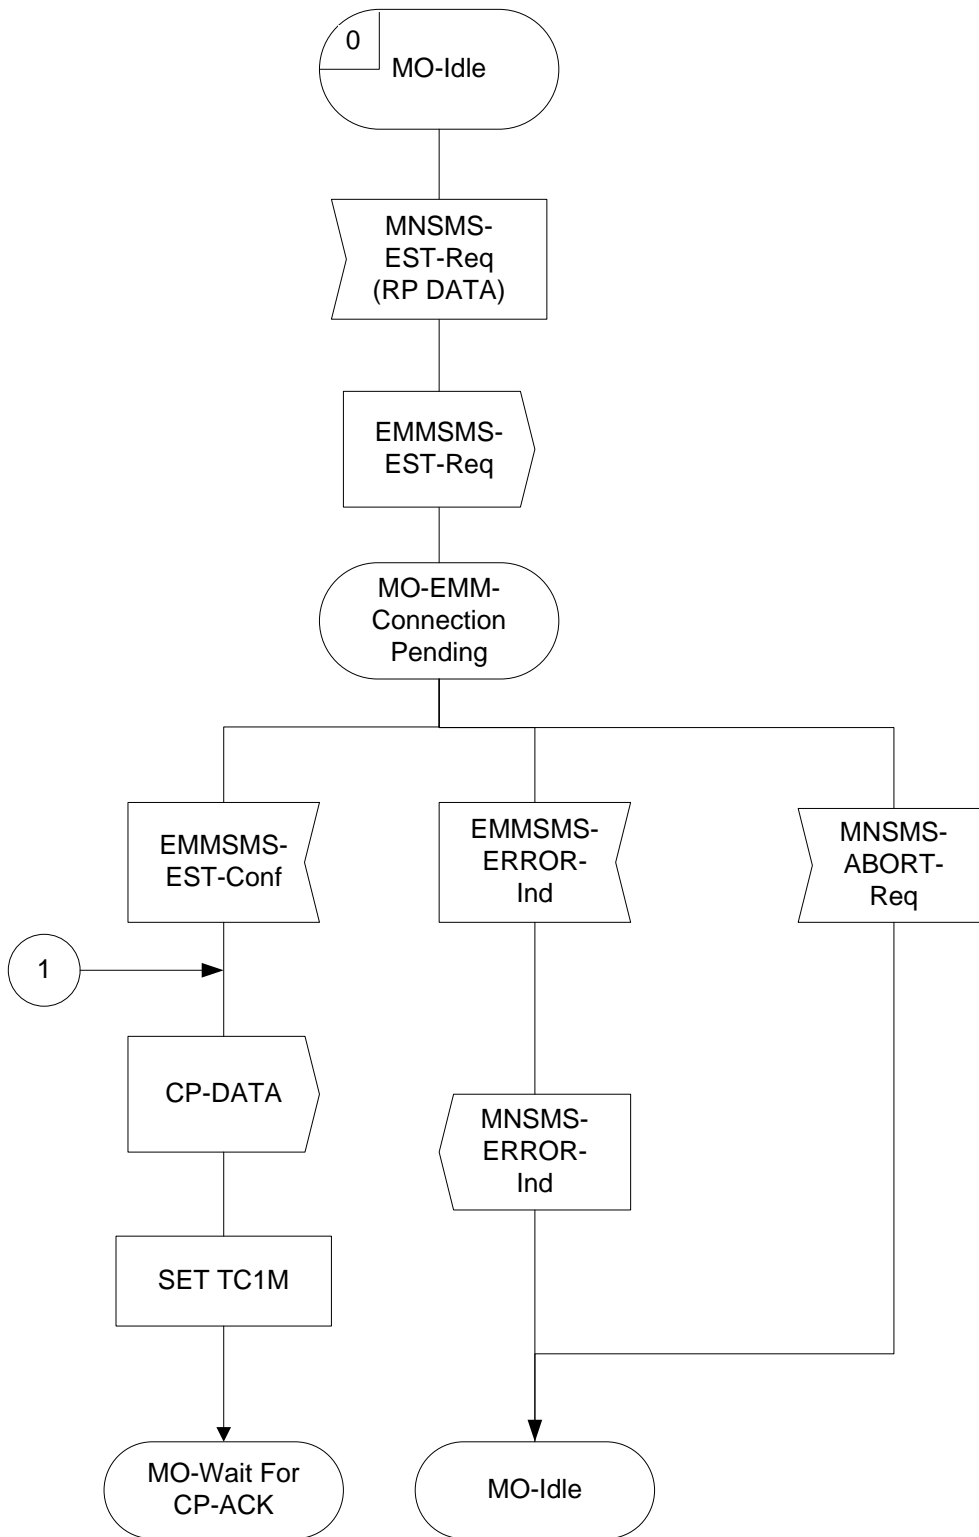 0
MO-Idle
MNSMS-
EST-Req
(RP DATA)
EMMSMS-
EST-Req
MO-EMM-
Connection
Pending
EMMSMS-
EST-Conf
EMMSMS-
ERROR-
Ind
MNSMS-
ABORT-
Req
1
CP-DATA
MNSMS-
ERROR-
Ind
SET TC1M
MO-Wait For
CP-ACK
MO-Idle